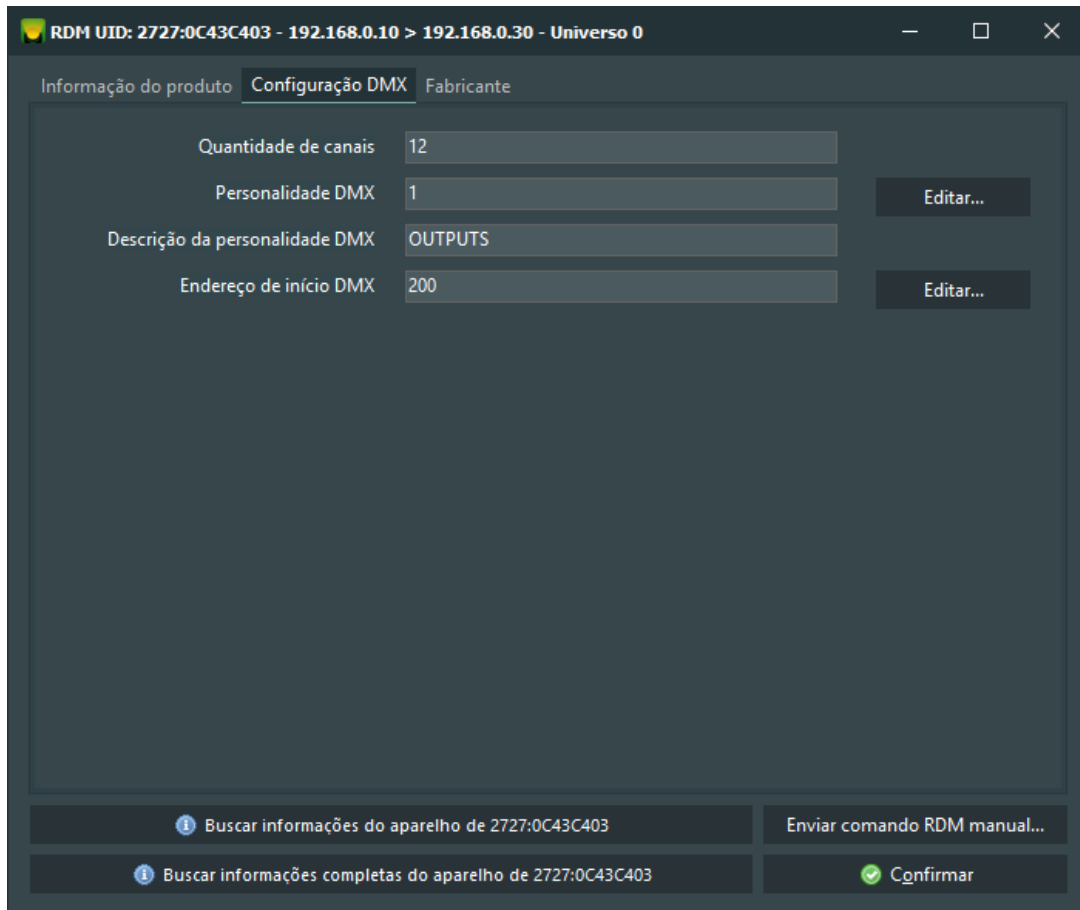 RDM UID: 2727:0C43C403 - 192.168.0.10 > 192.168.0.30 - Universo 0
Informação do produto Configuração DMX Fabricante
Quantidade de canais 12
Personalidade DMX 1 Editar...
Descrição da personalidade DMX OUTPUTS
Endereço de início DMX 200 Editar...
Buscar informações do aparelho de 2727:0C43C403 Enviar comando RDM manual...
Buscar informações completas do aparelho de 2727:0C43C403 Confirmar